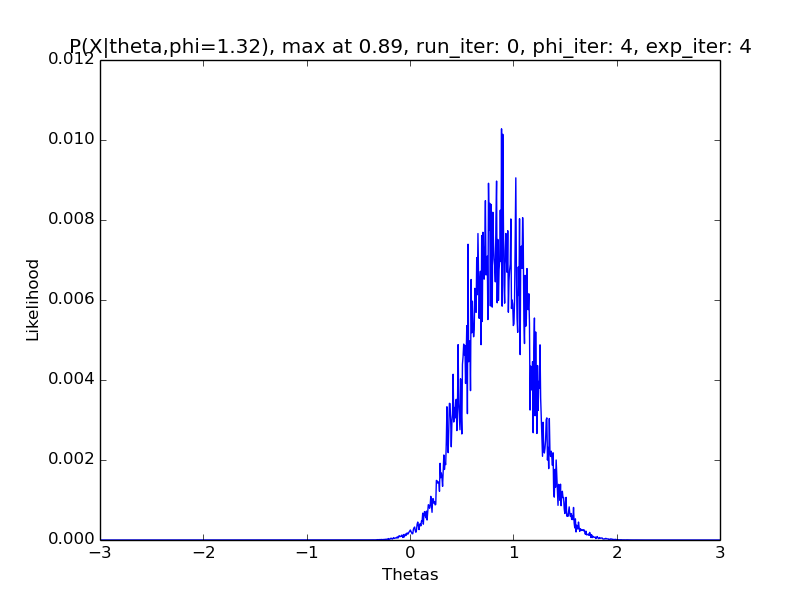 P(X|theta,phi=1.32), max at 0.89, run_iter: 0, phi_iter: 4, exp_iter: 4
0.012
0.010
0.008
0.006
0.004
0.002
0.000
Likelihood
−3 −2 −1 0 1 2 3
Thetas